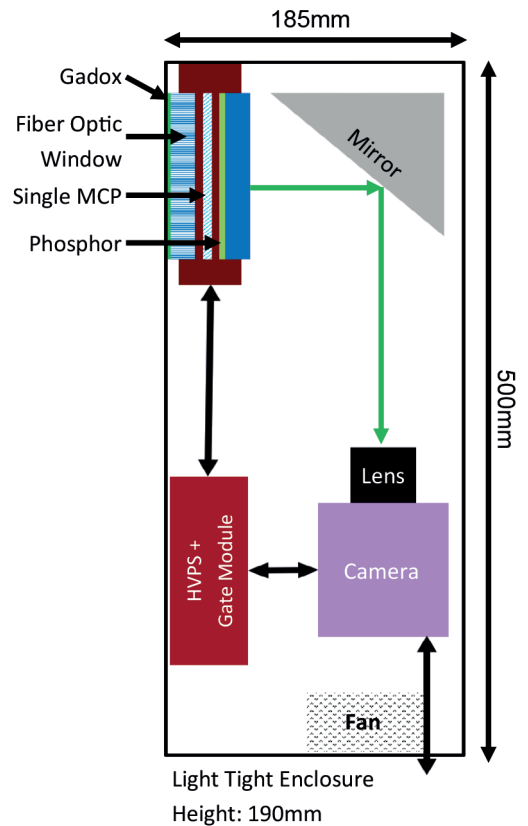 185mm
Gadox
Fiber Optic
Window
Single MCP
Phosphor
Mirror
500mm
Lens
HVPS +
Gate Module
Camera
Fan
Light Tight Enclosure
Height: 190mm